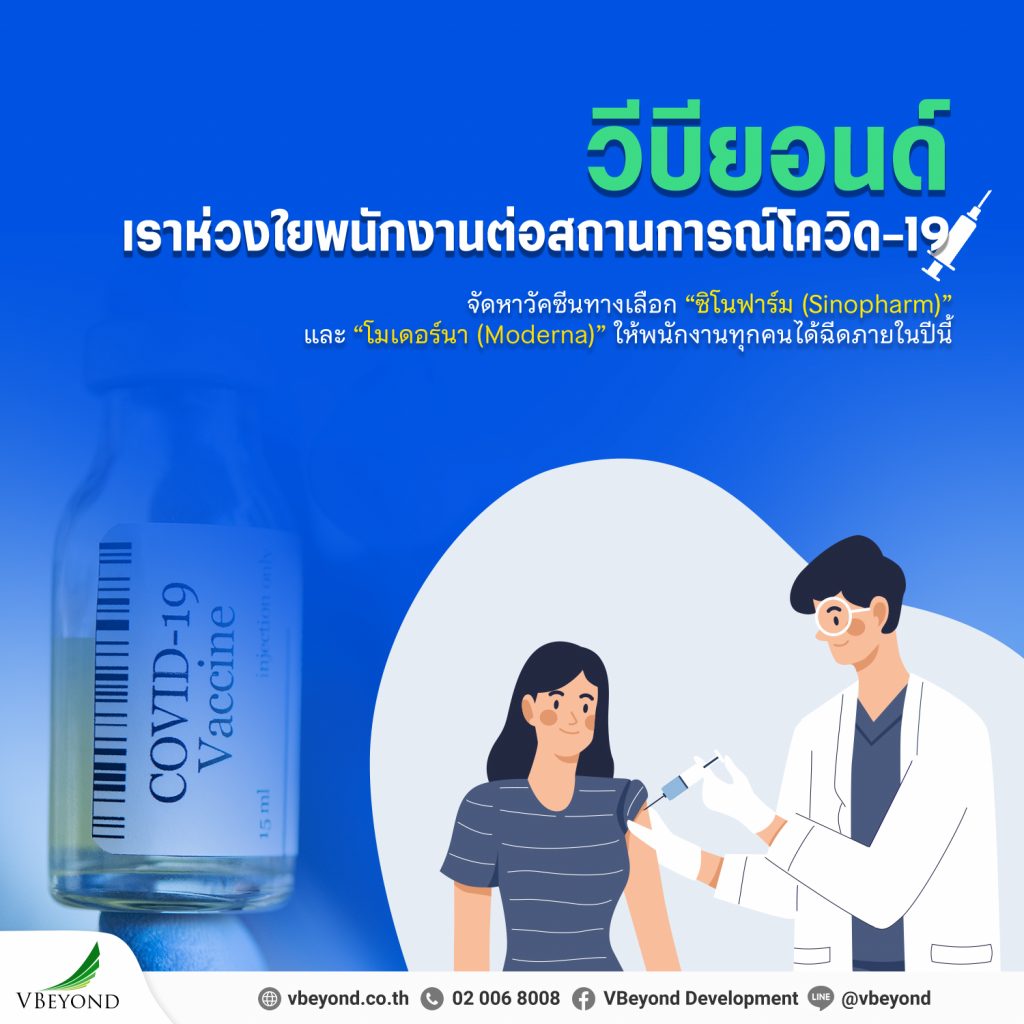 วีบียอนด์
เราห่วงใยพนักงานต่อสถานการณ์โควิด-19
จัดหาวัคซีนทางเลือก “ซิโนฟาร์ม (Sinopharm)”
และ “โมเดอร์นา (Moderna)” ให้พนักงานทุกคนได้ฉีดภายในปีนี้
COVID-19
Vaccine
injection only
15 ml
VBEYOND
vbeyond.co.th 02 006 8008 VBeyond Development LINE @vbeyond